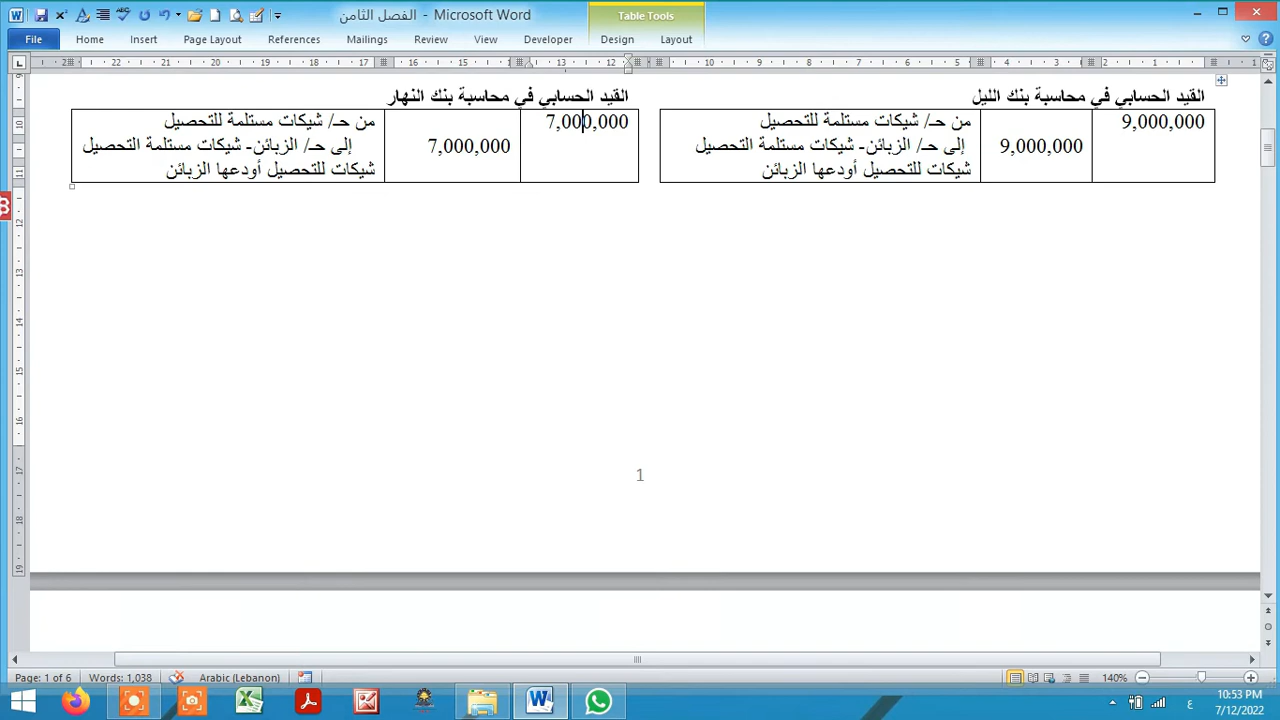 الفصل الثامن - Microsoft Word
Table Tools
File Home Insert Page Layout References Mailings Review View Developer Design Layout
القيد الحسابي في محاسبة بنك الليل
9,000,000 من حـ/ شيكات مستلمة للتحصيل
9,000,000 إلى حـ/ الزبائن- شيكات مستلمة التحصيل
شيكات للتحصيل أودعها الزبائن
القيد الحسابي في محاسبة بنك النهار
7,000,000 من حـ/ شيكات مستلمة للتحصيل
7,000,000 إلى حـ/ الزبائن- شيكات مستلمة التحصيل
شيكات للتحصيل أودعها الزبائن
1
Page: 1 of 6 Words: 1,038 Arabic (Lebanon) 140%
10:53 PM
7/12/2022
ع